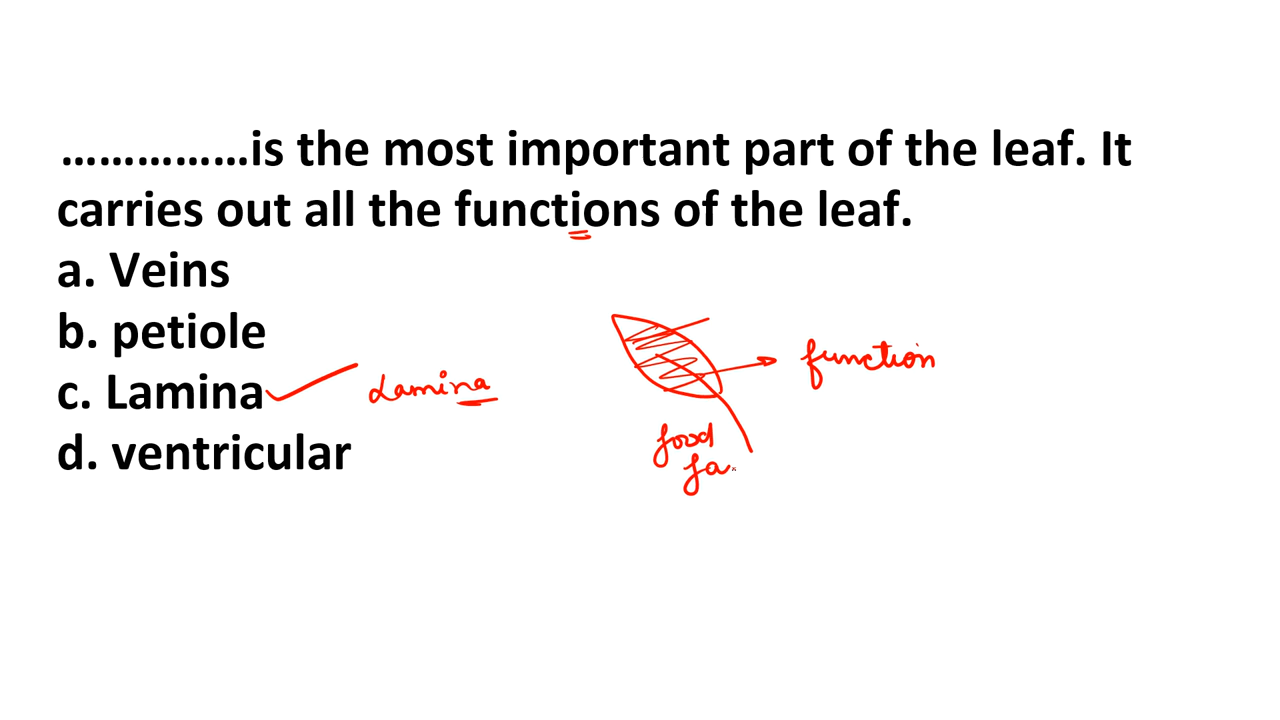 ...............is the most important part of the leaf. It
carries out all the functions of the leaf.
a. Veins
b. petiole
c. Lamina
Lamina
d. ventricular
function
food
fa